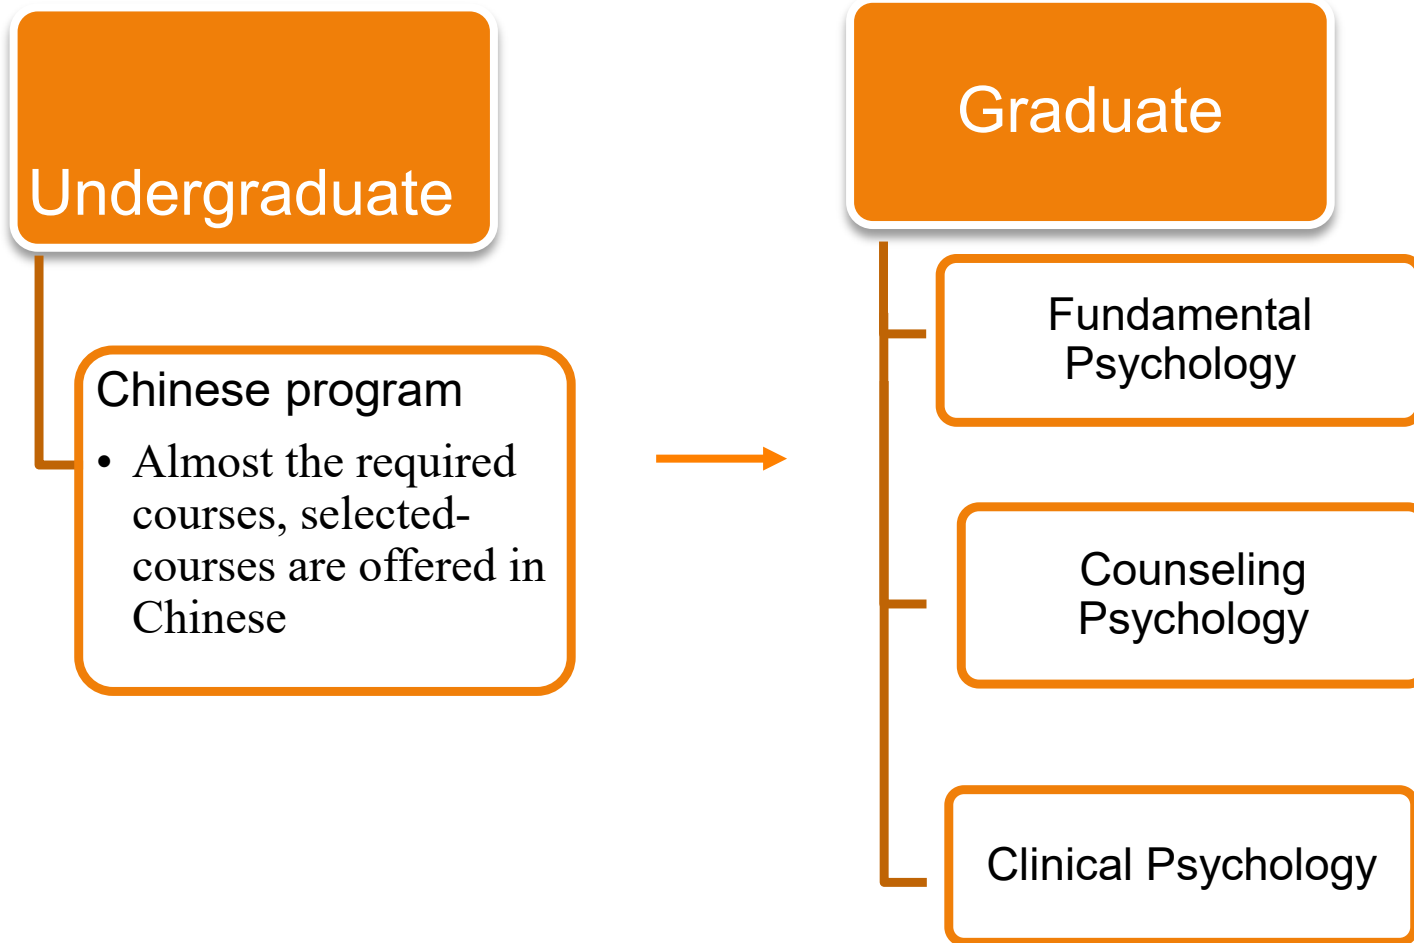 Undergraduate
Chinese program
• Almost the required
courses, selected-
courses are offered in
Chinese
Graduate
Fundamental
Psychology
Counseling
Psychology
Clinical Psychology